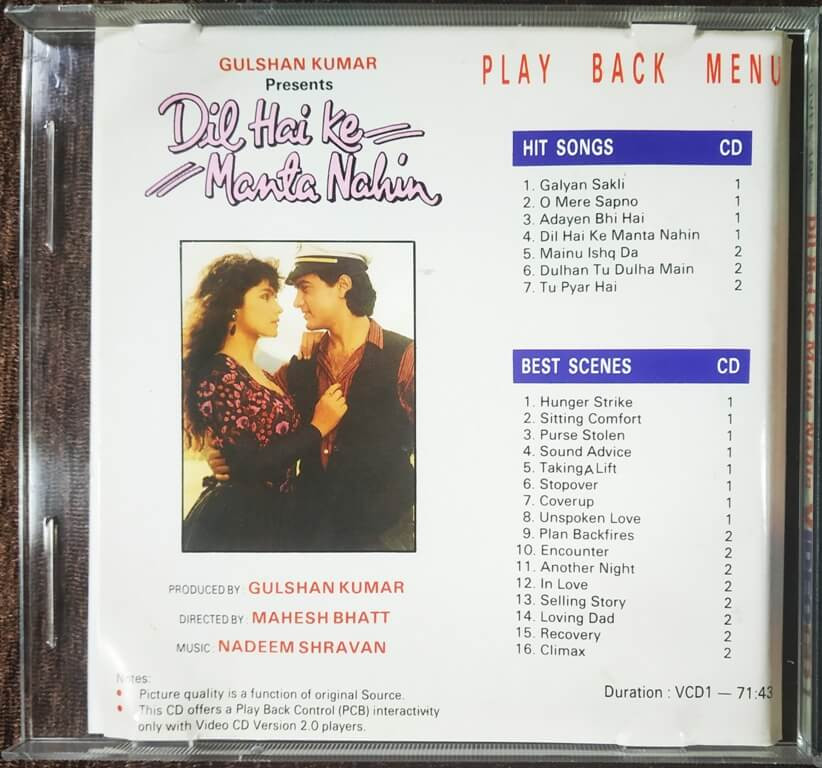 GULSHAN KUMAR
Presents
Dil Hai Ke
Manta Nahin
PRODUCED BY : GULSHAN KUMAR
DIRECTED BY : MAHESH BHATT
MUSIC : NADEEM SHRAVAN
Notes:
• Picture quality is a function of original Source.
• This CD offers a Play Back Control (PCB) interactivity
only with Video CD Version 2.0 players.
PLAY BACK MENU
HIT SONGS CD
1. Galyan Sakli 1
2. O Mere Sapno 1
3. Adayen Bhi Hai 1
4. Dil Hai Ke Manta Nahin 1
5. Mainu Ishq Da 2
6. Dulhan Tu Dulha Main 2
7. Tu Pyar Hai 2
BEST SCENES CD
1. Hunger Strike 1
2. Sitting Comfort 1
3. Purse Stolen 1
4. Sound Advice 1
5. Taking A Lift 1
6. Stopover 1
7. Coverup 1
8. Unspoken Love 1
9. Plan Backfires 2
10. Encounter 2
11. Another Night 2
12. In Love 2
13. Selling Story 2
14. Loving Dad 2
15. Recovery 2
16. Climax 2
Duration : VCD1 — 71:43
Dil Hai Ke Manta Nahin